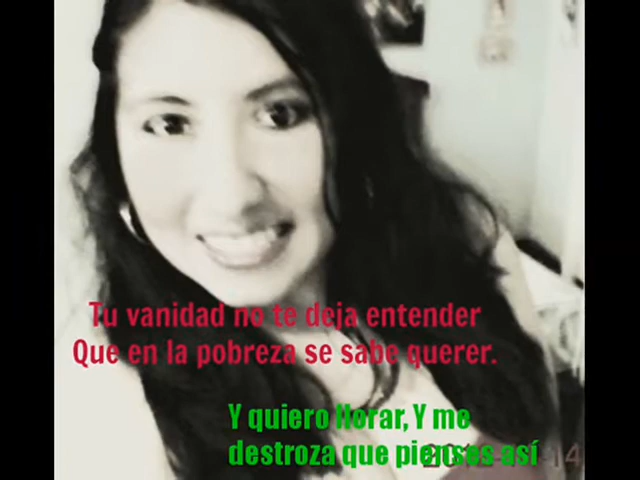 Tu vanidad no te deja entender
Que en la pobreza se sabe querer.
Y quiero llorar, Y me
destroza que pienses así
14